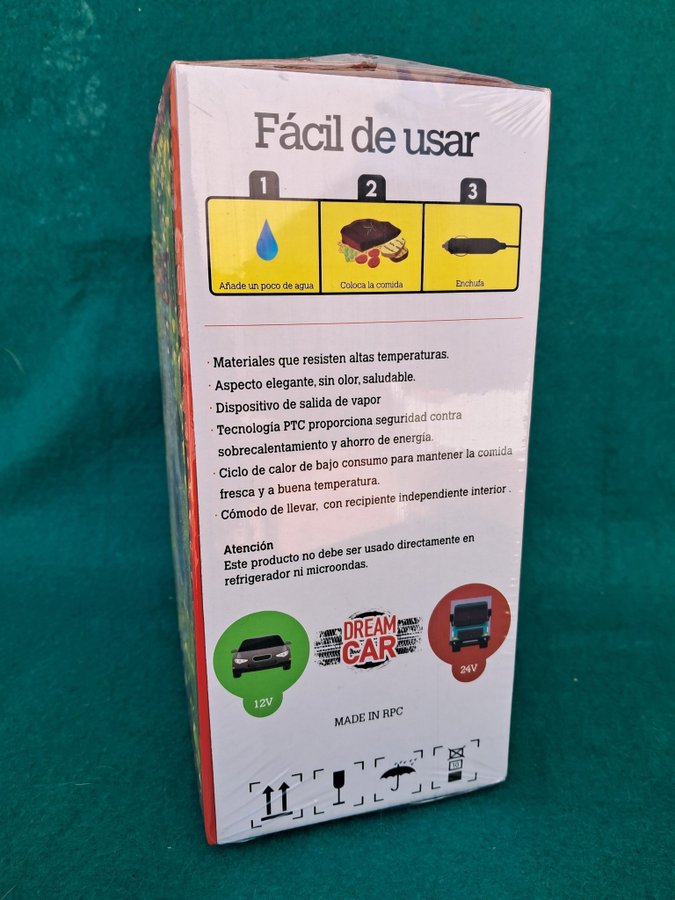 Fácil de usar
1 2 3
Añade un poco de agua Coloca la comida Enchufa
· Materiales que resisten altas temperaturas.
· Aspecto elegante, sin olor, saludable.
· Dispositivo de salida de vapor
· Tecnología PTC proporciona seguridad contra
sobrecalentamiento y ahorro de energía.
· Ciclo de calor de bajo consumo para mantener la comida
fresca y a buena temperatura.
· Cómodo de llevar, con recipiente independiente interior .
Atención
Este producto no debe ser usado directamente en
refrigerador ni microondas.
DREAM
CAR
12V
24V
MADE IN RPC
10